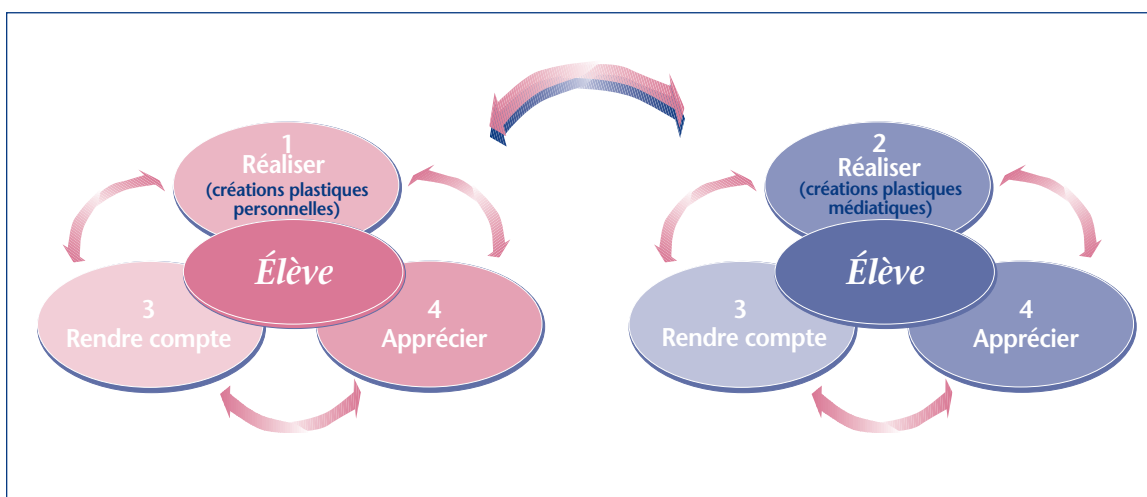 1
Réaliser
(créations plastiques
personnelles)
Élève
3
Rendre compte
4
Apprécier
2
Réaliser
(créations plastiques
médiatiques)
Élève
3
Rendre compte
4
Apprécier